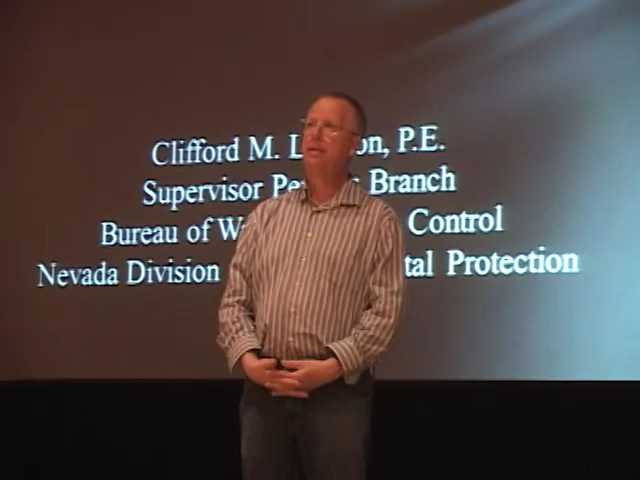 Clifford M. L on, P.E.
Supervisor Pe Branch
Bureau of W Control
Nevada Division tal Protection